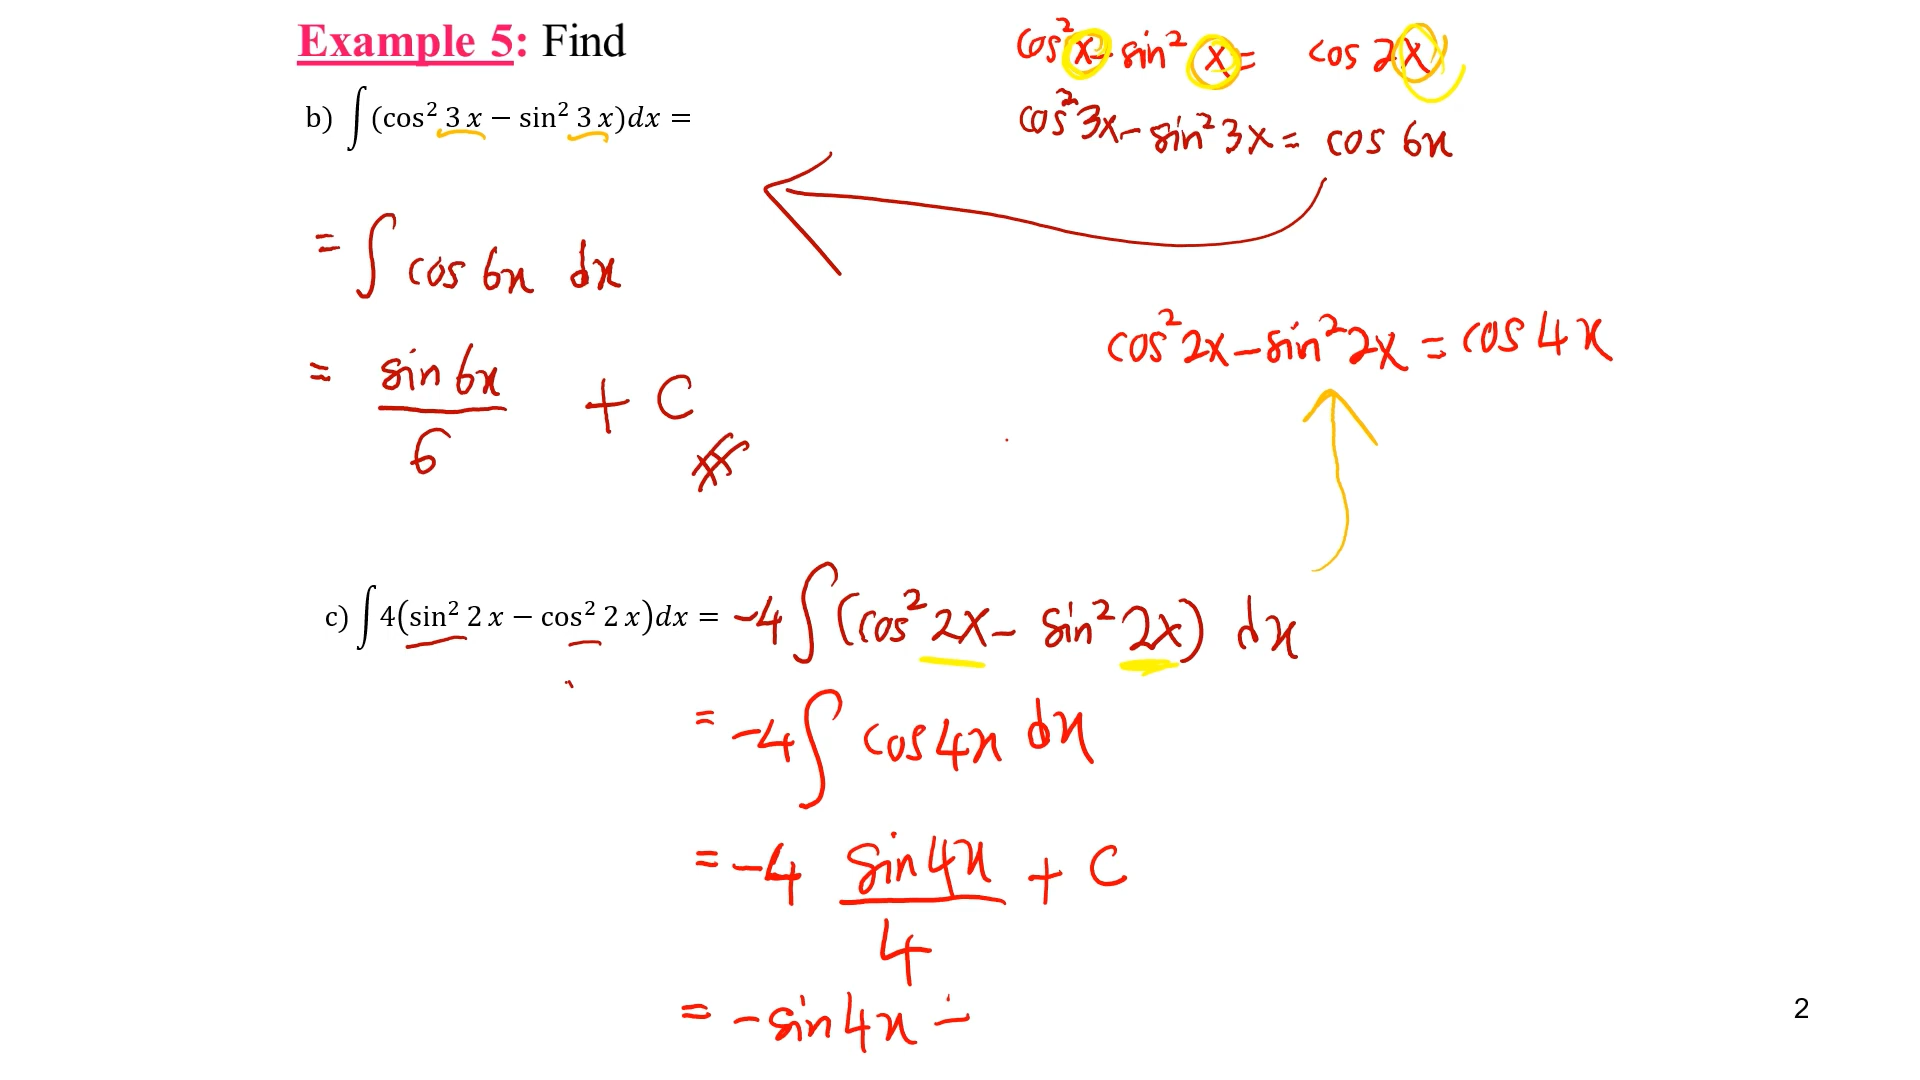 Example 5: Find
cos²x - sin²x = cos 2x
b) ∫(cos² 3x − sin² 3x)dx =
cos²3x - sin²3x = cos 6x
= ∫ cos 6x dx
cos²2x - sin²2x = cos 4x
= sin 6x / 6 + C
c) ∫4(sin² 2x − cos² 2x)dx = -4∫(cos²2x - sin²2x) dx
= -4∫ cos 4x dx
= -4 sin 4x / 4 + C
= - sin 4x
2